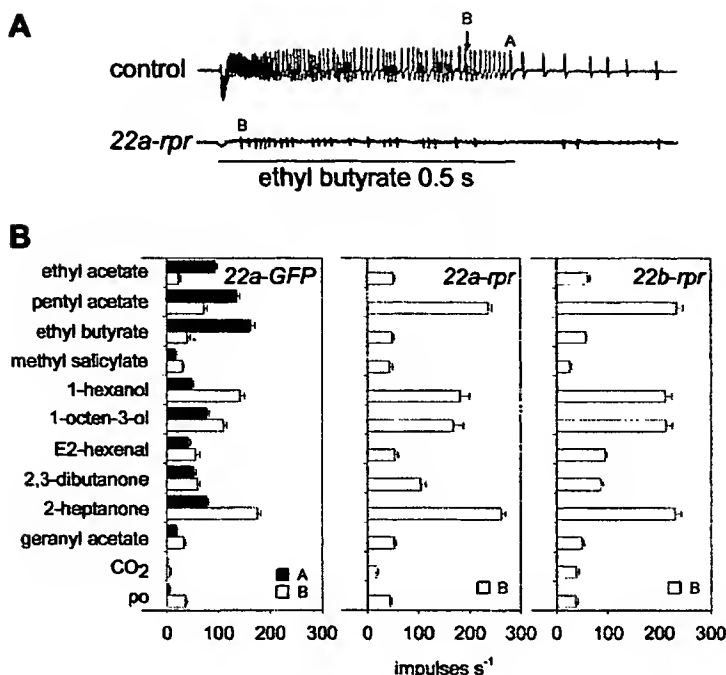 A
B
A
control
22a-rpr
B
ethyl butyrate 0.5 s
B
22a-GFP
22a-rpr
22b-rpr
ethyl acetate
pentyl acetate
ethyl butyrate
methyl salicylate
1-hexanol
1-octen-3-ol
E2-hexenal
2,3-dibutanone
2-heptanone
geranyl acetate
CO2
po
A
B
B
B
0 100 200 300
0 100 200 300
0 100 200 300
impulses s⁻¹